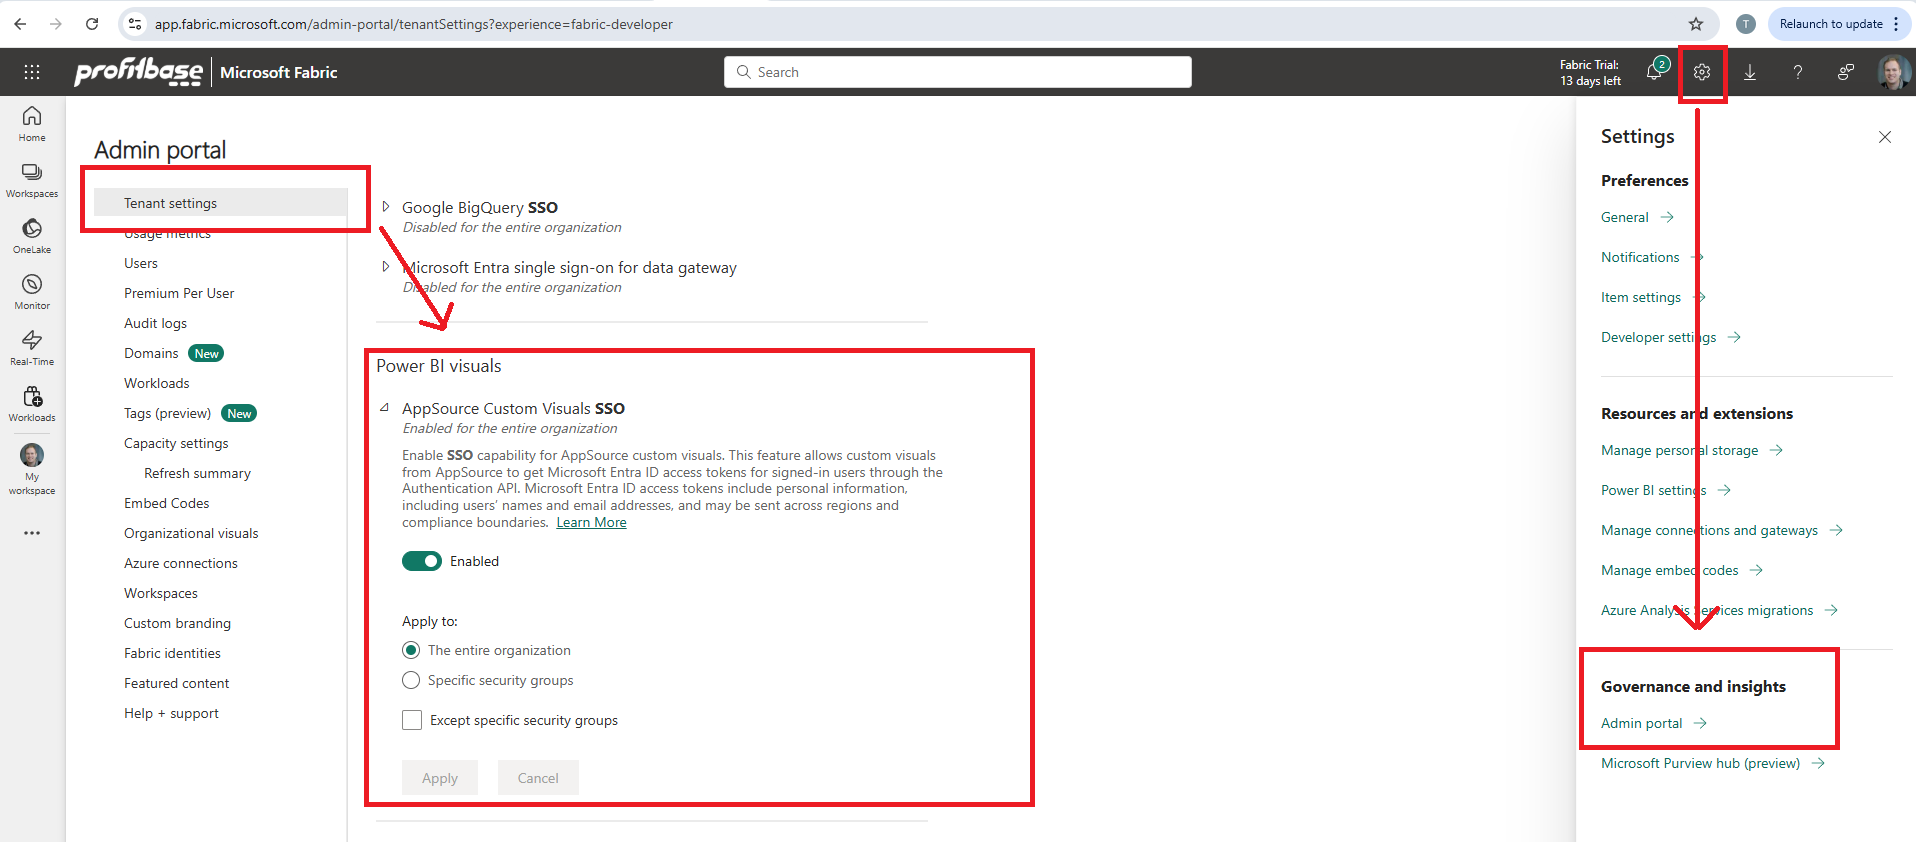 app.fabric.microsoft.com/admin-portal/tenantSettings?experience=fabric-developer
T
Relaunch to update
profitbase
Microsoft Fabric
Search
Fabric Trial:
13 days left
2
?
Home
Workspaces
OneLake
Monitor
Real-Time
Workloads
My
workspace
Admin portal
Tenant settings
Usage metrics
Users
Premium Per User
Audit logs
Domains New
Workloads
Tags (preview) New
Capacity settings
Refresh summary
Embed Codes
Organizational visuals
Azure connections
Workspaces
Custom branding
Fabric identities
Featured content
Help + support
Google BigQuery SSO
Disabled for the entire organization
Microsoft Entra single sign-on for data gateway
Disabled for the entire organization
Power BI visuals
AppSource Custom Visuals SSO
Enabled for the entire organization
Enable SSO capability for AppSource custom visuals. This feature allows custom visuals
from AppSource to get Microsoft Entra ID access tokens for signed-in users through the
Authentication API. Microsoft Entra ID access tokens include personal information,
including users' names and email addresses, and may be sent across regions and
compliance boundaries. Learn More
Enabled
Apply to:
The entire organization
Specific security groups
Except specific security groups
Apply
Cancel
Settings
Preferences
General
Notifications
Item settings
Developer settings
Resources and extensions
Manage personal storage
Power BI settings
Manage connections and gateways
Manage embed codes
Azure Analysis Services migrations
Governance and insights
Admin portal
Microsoft Purview hub (preview)